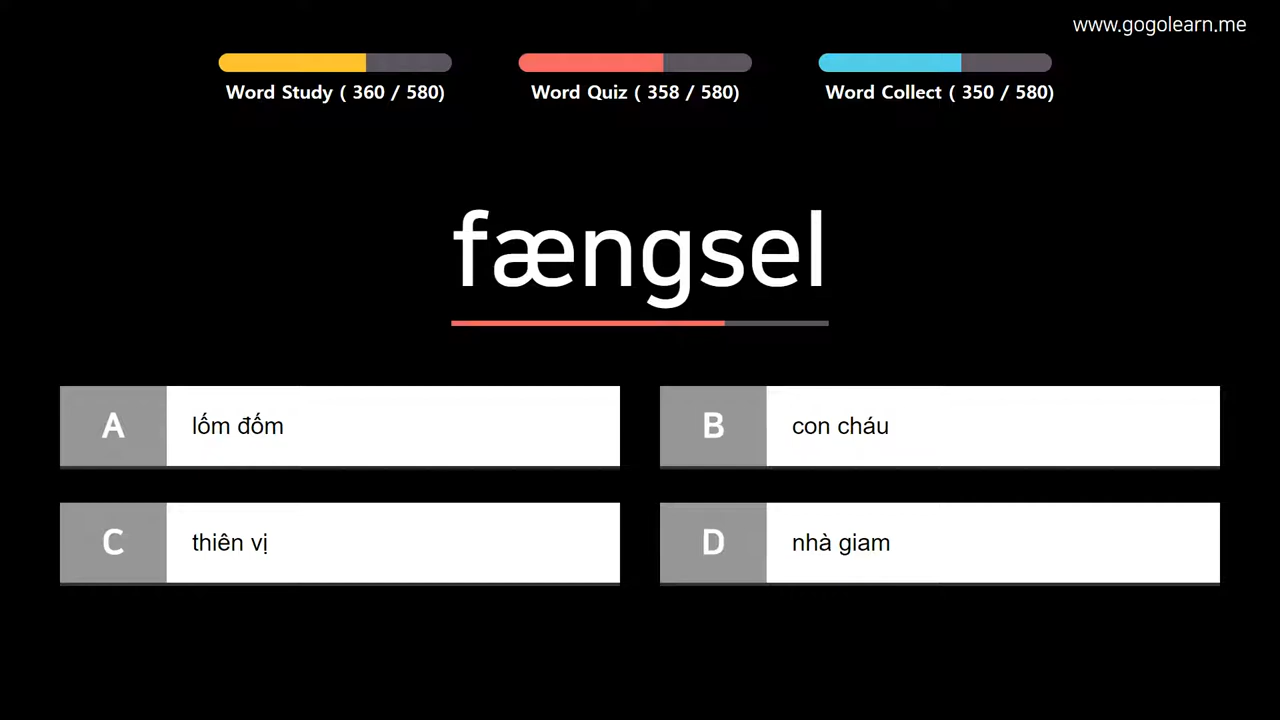 www.gogolearn.me
Word Study ( 360 / 580)
Word Quiz ( 358 / 580)
Word Collect ( 350 / 580)
fængsel
A
lốm đốm
B
con cháu
C
thiên vị
D
nhà giam